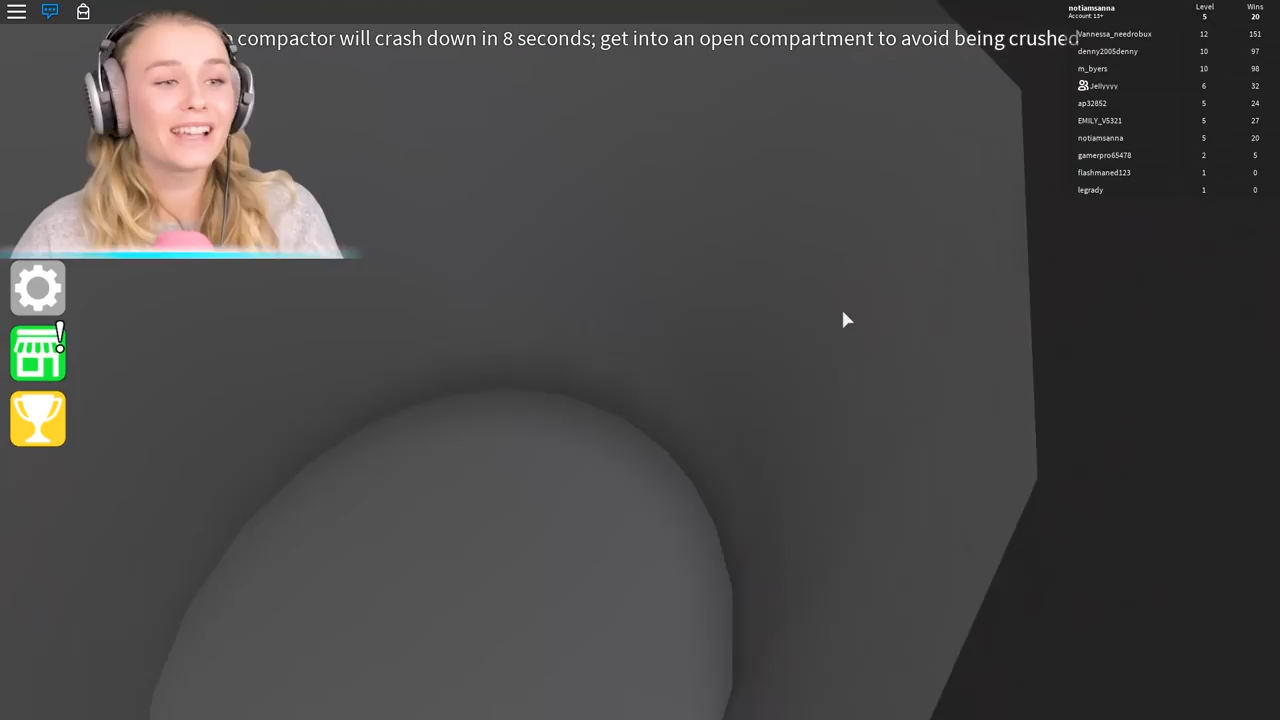 compactor will crash down in 8 seconds; get into an open compartment to avoid being crushed
notiamsanna
Account: 13+
Level
5
Wins
20
Vannessa_needrobux 12 151
denny2005denny 10 97
m_byers 10 98
Jellyyyy 6 32
ap32852 5 24
EMILY_V5321 5 27
notiamsanna 5 20
gamerpro65478 2 5
flashmaned123 1 0
legrady 1 0
!